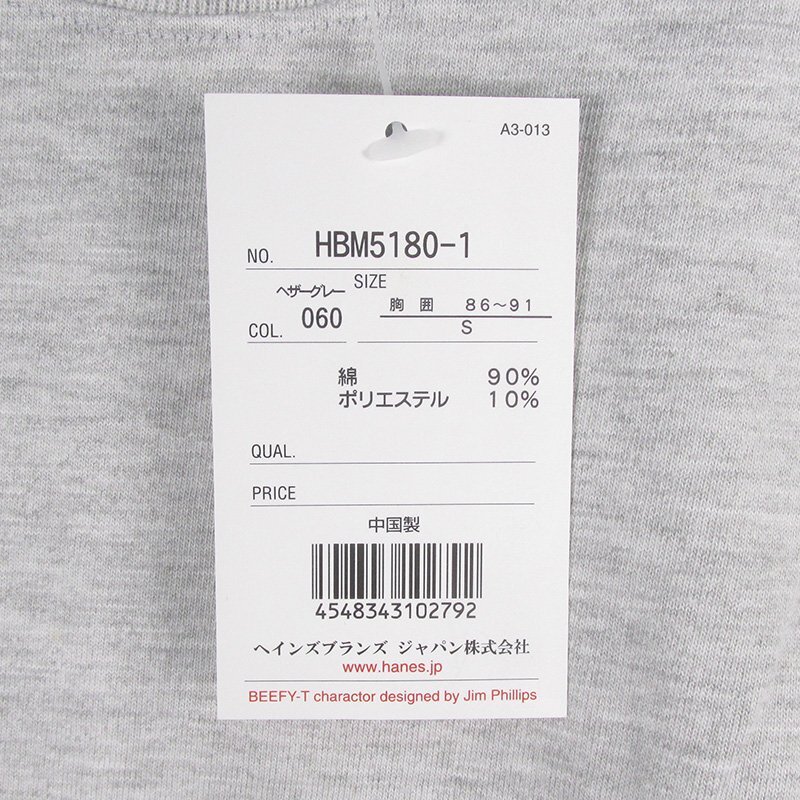 A3-013
NO. HBM5180-1
ヘザーグレー SIZE
COL. 060 胸囲 86〜91
S
綿 90%
ポリエステル 10%
QUAL.
PRICE
中国製
4548343102792
ヘインズブランズ ジャパン株式会社
www.hanes.jp
BEEFY-T charactor designed by Jim Phillips